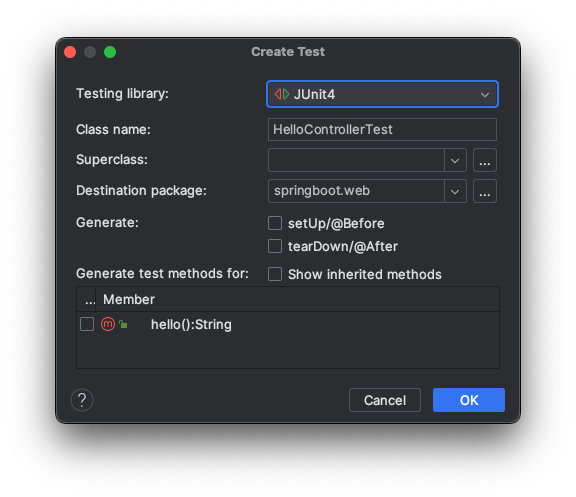 Create Test
Testing library: JUnit4
Class name: HelloControllerTest
Superclass: ...
Destination package: springboot.web ...
Generate: setUp/@Before
tearDown/@After
Generate test methods for: Show inherited methods
... Member
m hello():String
? Cancel OK